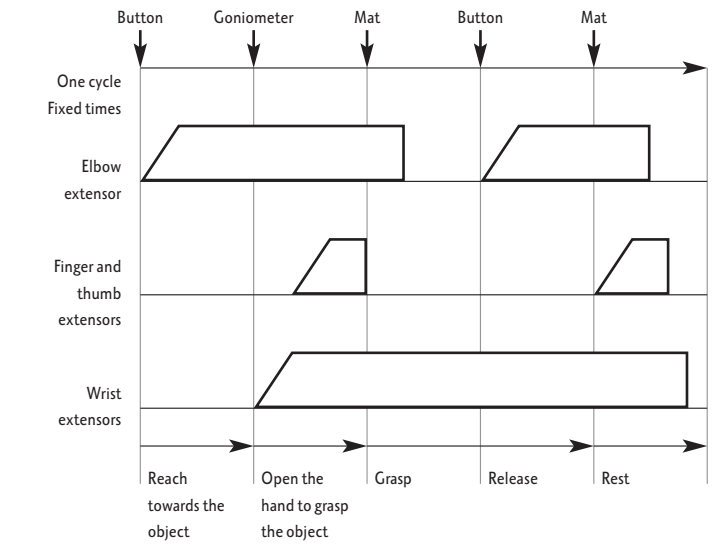 Button Goniometer Mat Button Mat
One cycle
Fixed times
Elbow
extensor
Finger and
thumb
extensors
Wrist
extensors
Reach
towards the
object
Open the
hand to grasp
the object
Grasp
Release
Rest